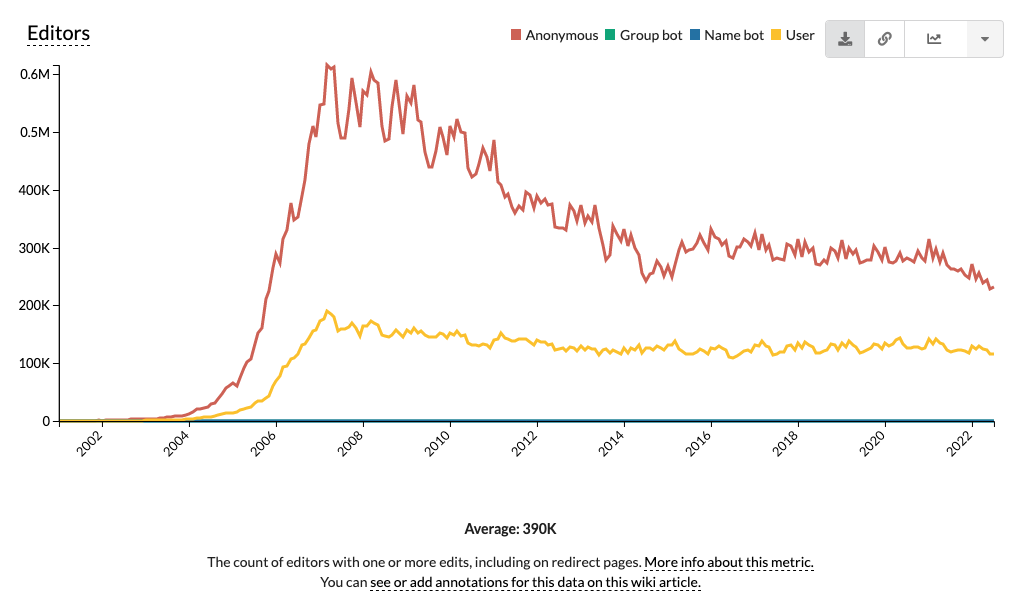 Editors
Anonymous Group bot Name bot User
0.6M
0.5M
400K
300K
200K
100K
0
2002 2004 2006 2008 2010 2012 2014 2016 2018 2020 2022
Average: 390K
The count of editors with one or more edits, including on redirect pages. More info about this metric.
You can see or add annotations for this data on this wiki article.